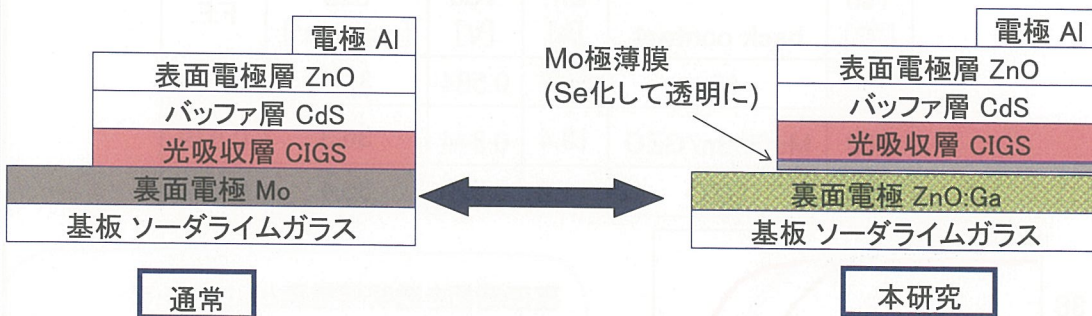 電極 Al
表面電極層 ZnO
バッファ層 CdS
光吸収層 CIGS
裏面電極 Mo
基板 ソーダライムガラス
通常
Mo極薄膜
(Se化して透明に)
電極 Al
表面電極層 ZnO
バッファ層 CdS
光吸収層 CIGS
裏面電極 ZnO:Ga
基板 ソーダライムガラス
本研究